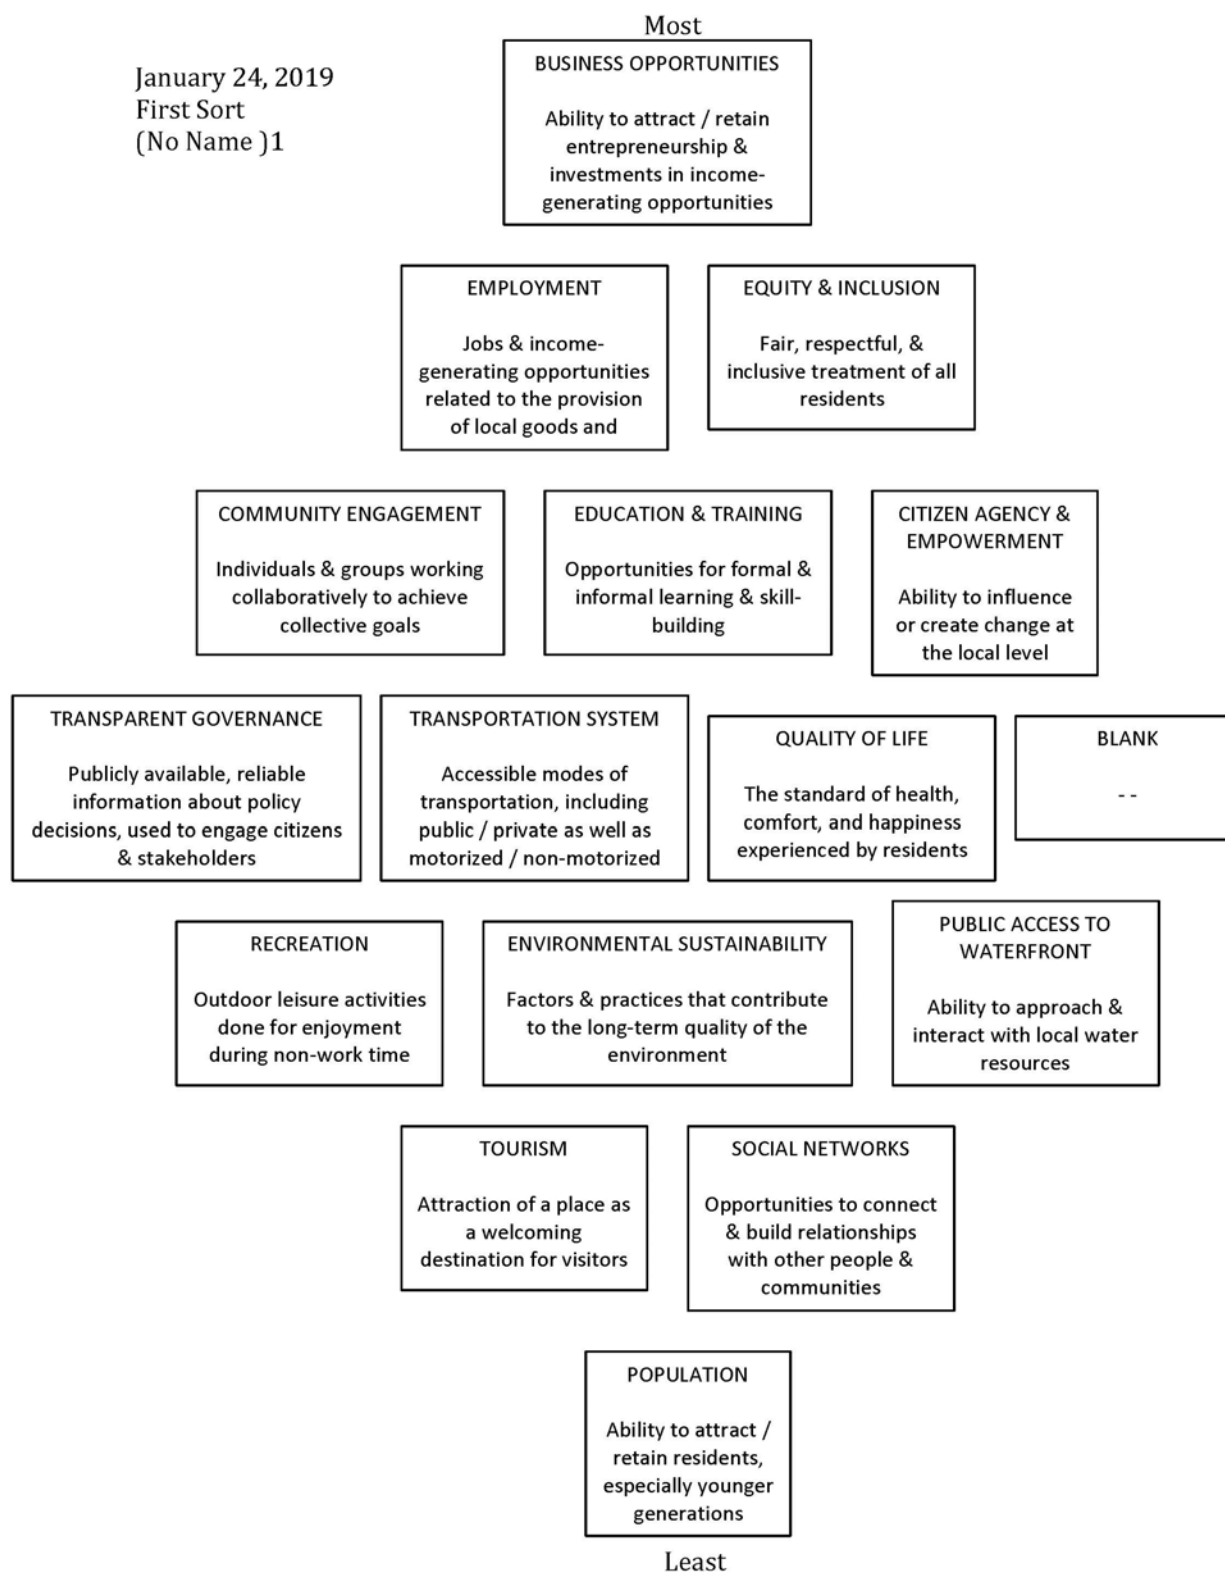 Most
January 24, 2019
First Sort
(No Name )1
BUSINESS OPPORTUNITIES
Ability to attract / retain
entrepreneurship &
investments in income-
generating opportunities
EMPLOYMENT
Jobs & income-
generating opportunities
related to the provision
of local goods and
EQUITY & INCLUSION
Fair, respectful, &
inclusive treatment of all
residents
COMMUNITY ENGAGEMENT
Individuals & groups working
collaboratively to achieve
collective goals
EDUCATION & TRAINING
Opportunities for formal &
informal learning & skill-
building
CITIZEN AGENCY &
EMPOWERMENT
Ability to influence
or create change at
the local level
TRANSPARENT GOVERNANCE
Publicly available, reliable
information about policy
decisions, used to engage citizens
& stakeholders
TRANSPORTATION SYSTEM
Accessible modes of
transportation, including
public / private as well as
motorized / non-motorized
QUALITY OF LIFE
The standard of health,
comfort, and happiness
experienced by residents
BLANK
- -
RECREATION
Outdoor leisure activities
done for enjoyment
during non-work time
ENVIRONMENTAL SUSTAINABILITY
Factors & practices that contribute
to the long-term quality of the
environment
PUBLIC ACCESS TO
WATERFRONT
Ability to approach &
interact with local water
resources
TOURISM
Attraction of a place as
a welcoming
destination for visitors
SOCIAL NETWORKS
Opportunities to connect
& build relationships
with other people &
communities
POPULATION
Ability to attract /
retain residents,
especially younger
generations
Least